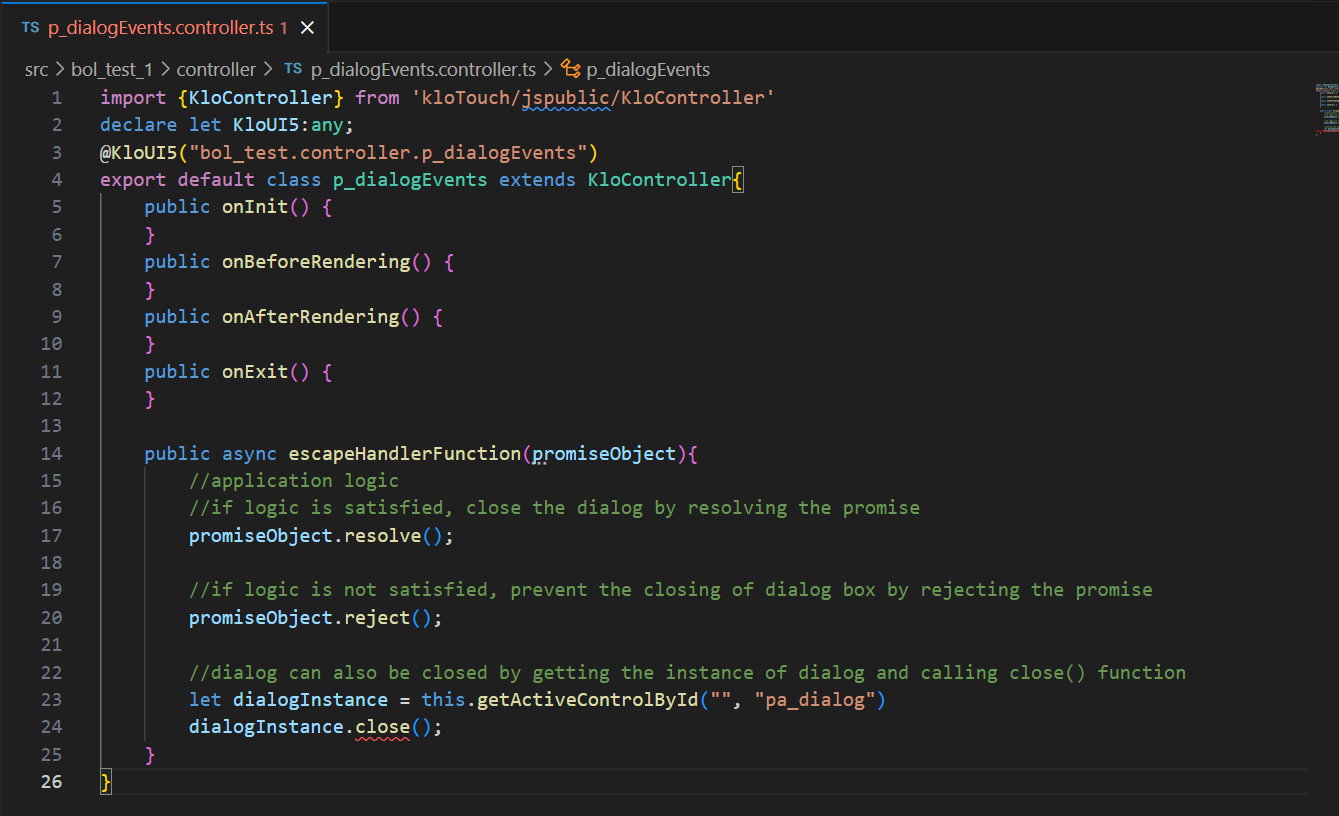 TS p_dialogEvents.controller.ts 1 ×
src > bol_test_1 > controller > TS p_dialogEvents.controller.ts > p_dialogEvents
1 import {KloController} from 'kloTouch/jspublic/KloController'
2 declare let KloUI5:any;
3 @KloUI5("bol_test.controller.p_dialogEvents")
4 export default class p_dialogEvents extends KloController{
5     public onInit() {
6     }
7     public onBeforeRendering() {
8     }
9     public onAfterRendering() {
10     }
11     public onExit() {
12     }
13
14     public async escapeHandlerFunction(promiseObject){
15         //application logic
16         //if logic is satisfied, close the dialog by resolving the promise
17         promiseObject.resolve();
18
19         //if logic is not satisfied, prevent the closing of dialog box by rejecting the promise
20         promiseObject.reject();
21
22         //dialog can also be closed by getting the instance of dialog and calling close() function
23         let dialogInstance = this.getActiveControlById("", "pa_dialog")
24         dialogInstance.close();
25     }
26 }